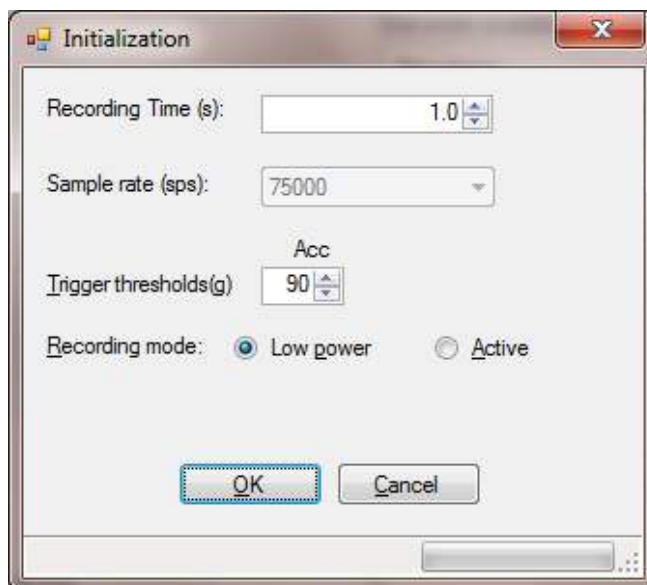 Initialization
Recording Time (s): 1.0
Sample rate (sps): 75000
Acc
Trigger thresholds(g) 90
Recording mode: Low power Active
OK Cancel